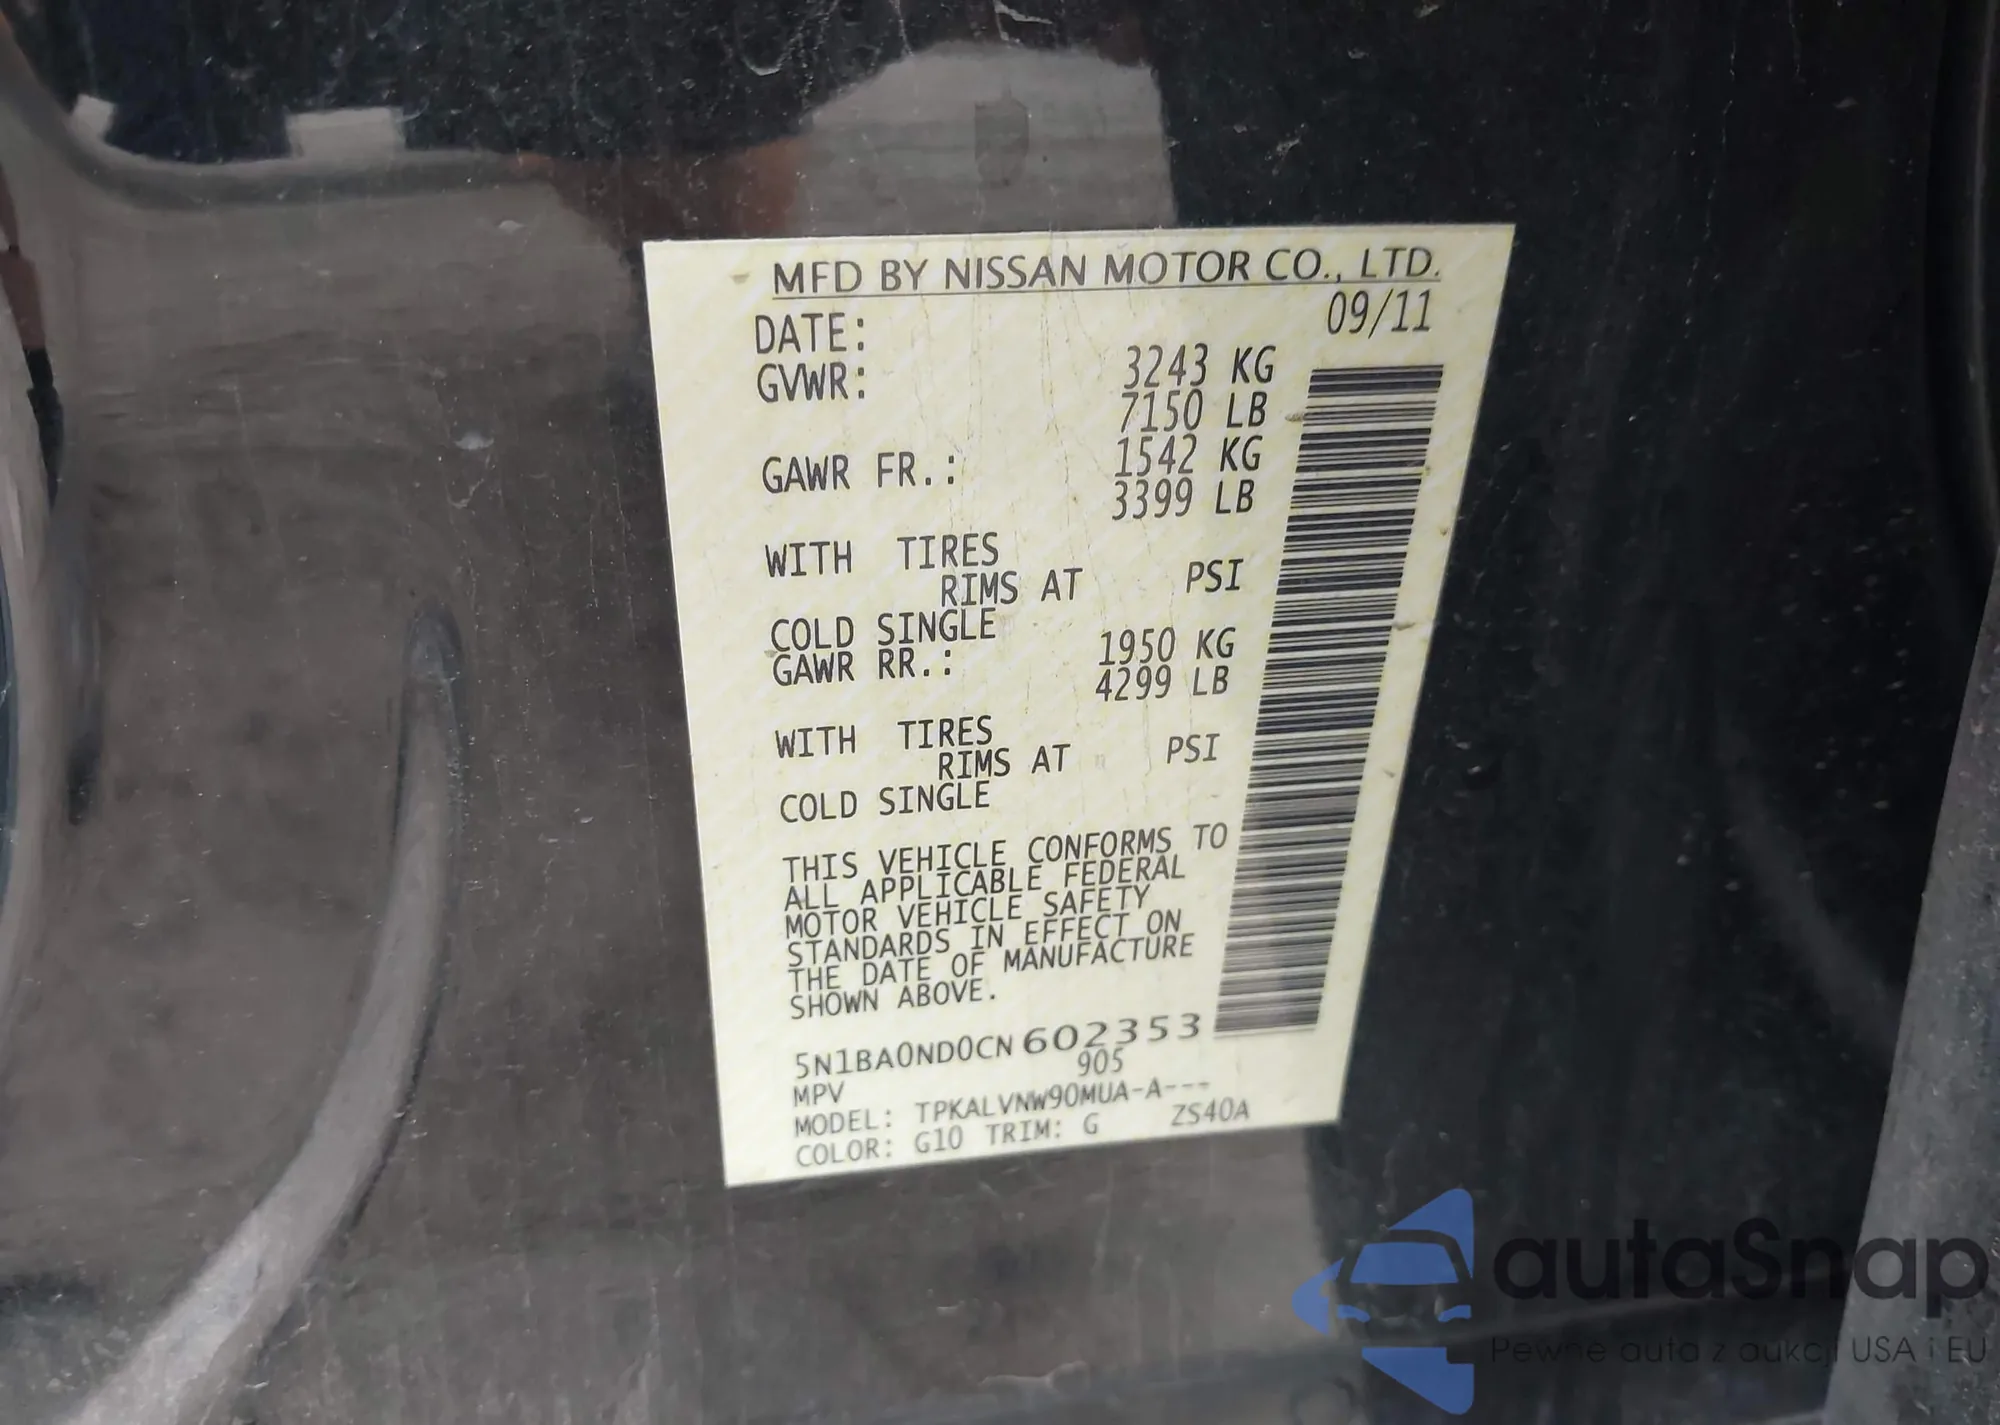 MFD BY NISSAN MOTOR CO., LTD.
DATE: 09/11
GVWR: 3243 KG
7150 LB
GAWR FR.: 1542 KG
3399 LB
WITH TIRES
RIMS AT PSI
COLD SINGLE
GAWR RR.: 1950 KG
4299 LB
WITH TIRES
RIMS AT PSI
COLD SINGLE
THIS VEHICLE CONFORMS TO
ALL APPLICABLE FEDERAL
MOTOR VEHICLE SAFETY
STANDARDS IN EFFECT ON
THE DATE OF MANUFACTURE
SHOWN ABOVE.
5N1BA0ND0CN602353
MPV 905
MODEL: TPKALVNW90MUA-A---
COLOR: G10 TRIM: G ZS40A
autaSnap
Pewne auta z aukcji USA i EU